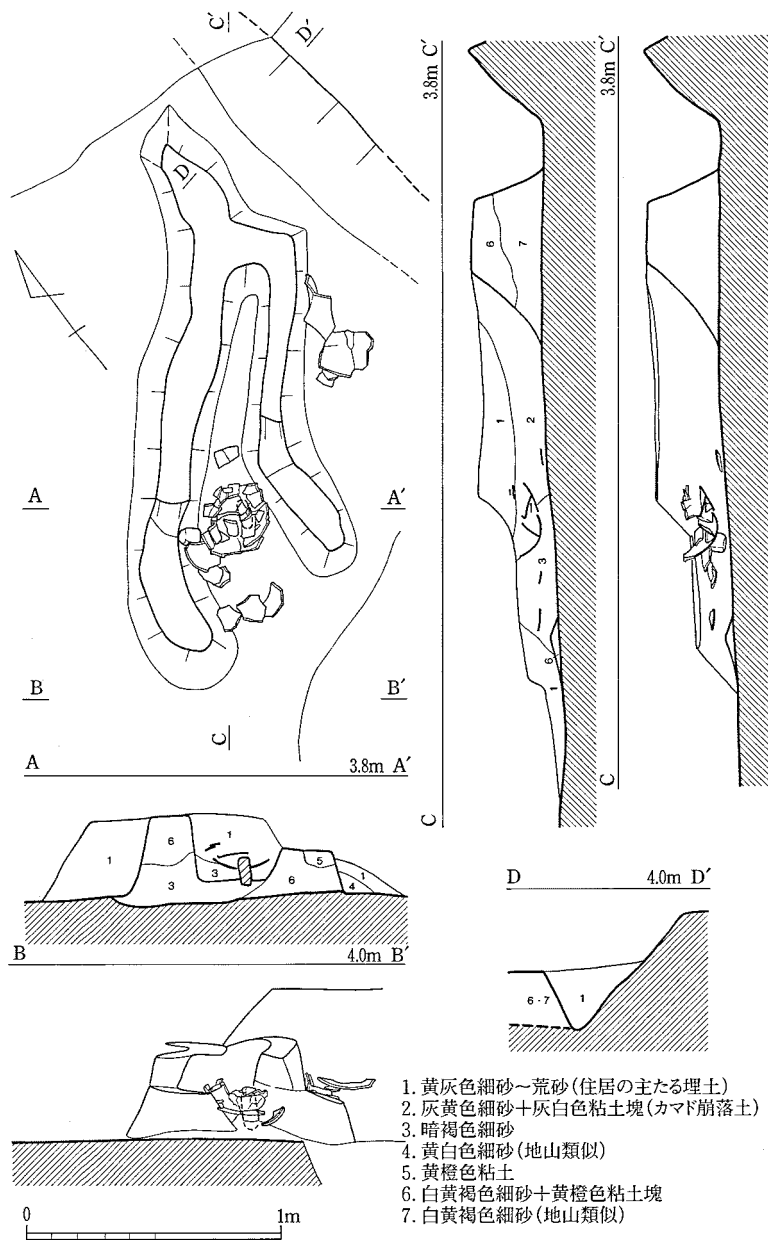 C′
D′
D
A
A′
B
B′
C
3.8m C′
6
7
1
2
3
6
1
C
3.8m C′
C
A
3.8m A′
1
6
1
3
3
6
5
1
4
B
4.0m B′
D
4.0m D′
6・7
1
1. 黄灰色細砂~荒砂(住居の主たる埋土)
2. 灰黄色細砂+灰白色粘土塊(カマド崩落土)
3. 暗褐色細砂
4. 黄白色細砂(地山類似)
5. 黄橙色粘土
6. 白黄褐色細砂+黄橙色粘土塊
7. 白黄褐色細砂(地山類似)
0
1m